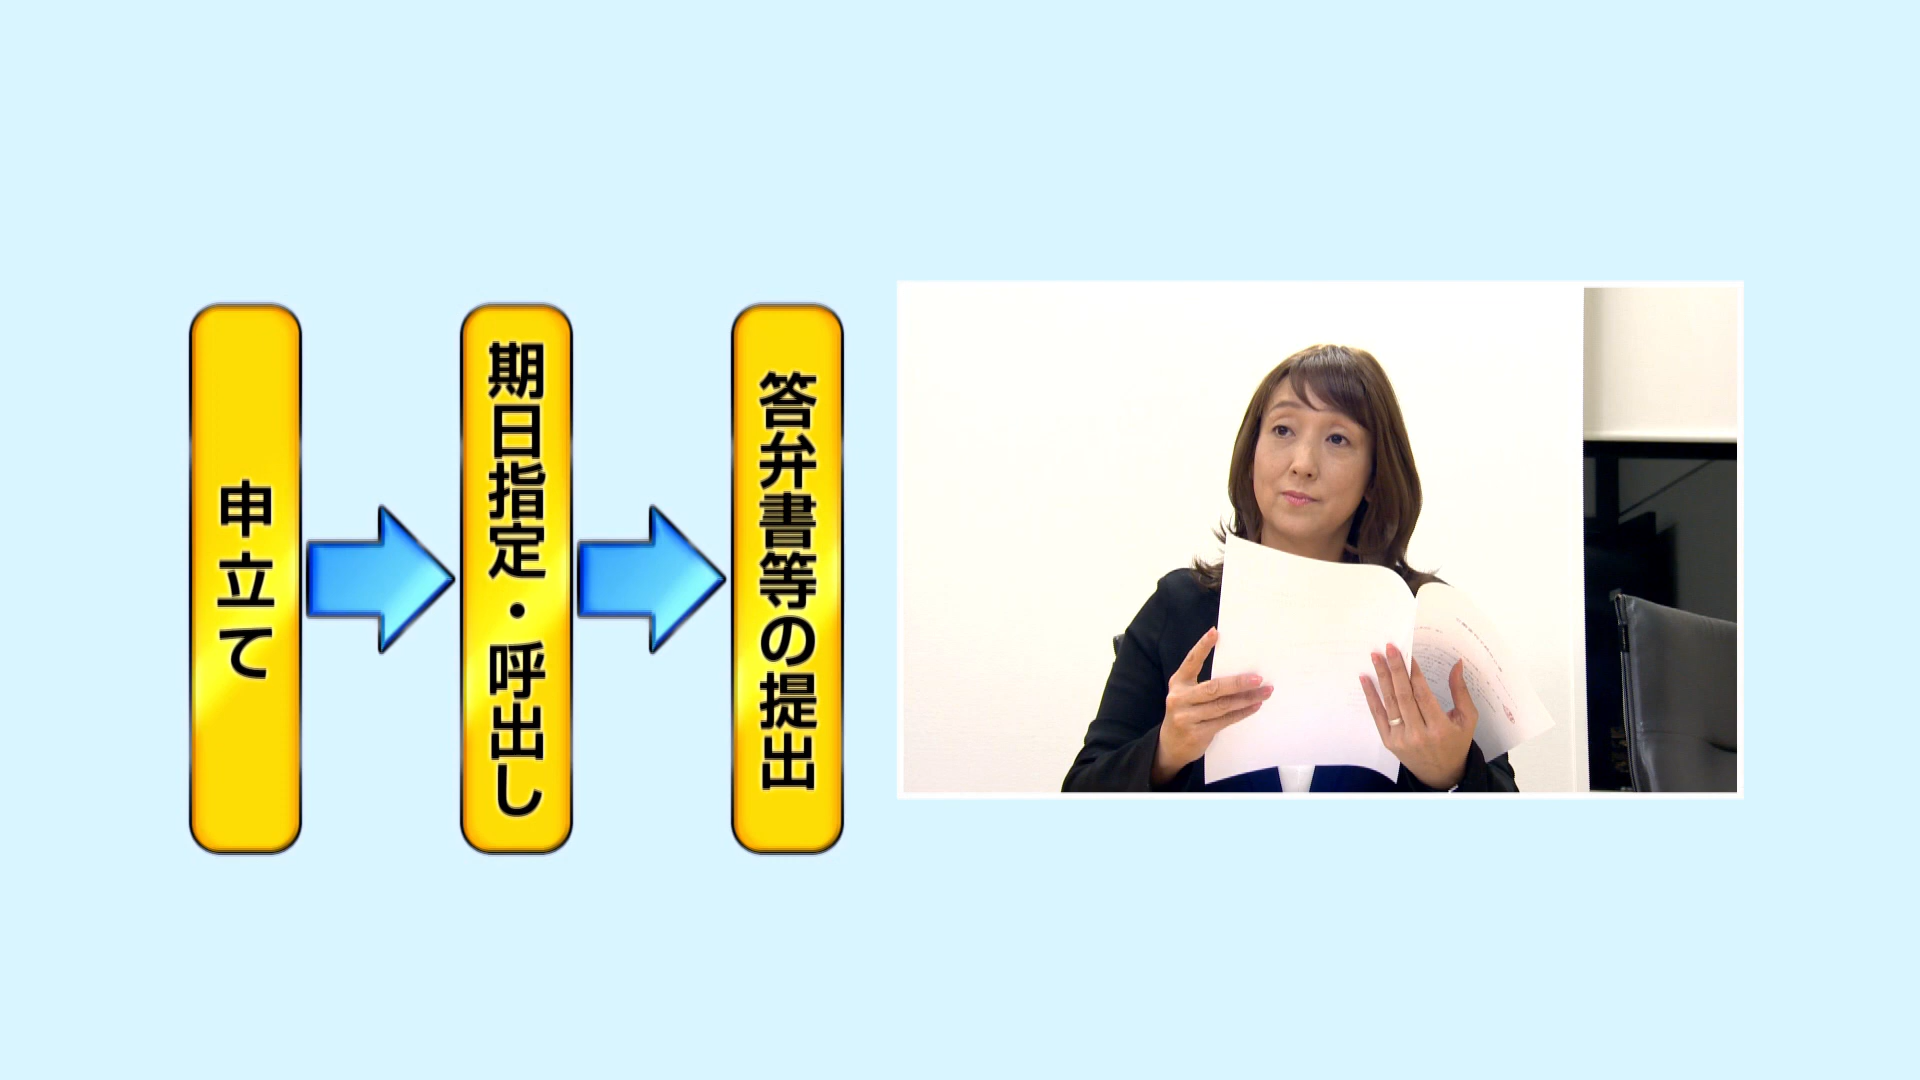 申立て
期日指定・呼出し
答弁書等の提出